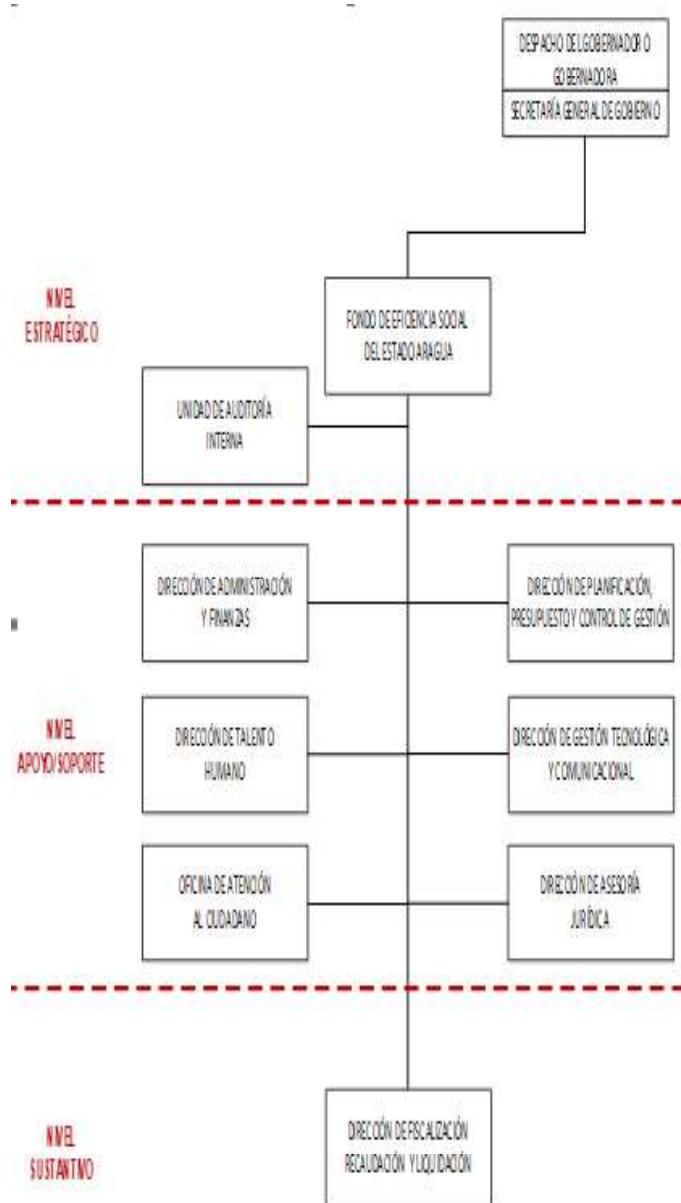 DESPACHO DEL GOBERNADOR O
GOBERNADORA
SECRETARÍA GENERAL DE GOBIERNO
NIVEL
ESTRATÉGICO
FONDO DE EFICIENCIA SOCIAL
DEL ESTADO ARAGUA
UNIDAD DE AUDITORÍA
INTERNA
DIRECCIÓN DE ADMINISTRACIÓN
Y FINANZAS
DIRECCIÓN DE PLANIFICACIÓN,
PRESUPUESTO Y CONTROL DE GESTIÓN
NIVEL
APOYO/SOPORTE
DIRECCIÓN DE TALENTO
HUMANO
DIRECCIÓN DE GESTIÓN TECNOLÓGICA
Y COMUNICACIONAL
OFICINA DE ATENCIÓN
AL CIUDADANO
DIRECCIÓN DE ASESORÍA
JURÍDICA
NIVEL
SUSTANTIVO
DIRECCIÓN DE FISCALIZACIÓN
RECAUDACIÓN Y LIQUIDACIÓN